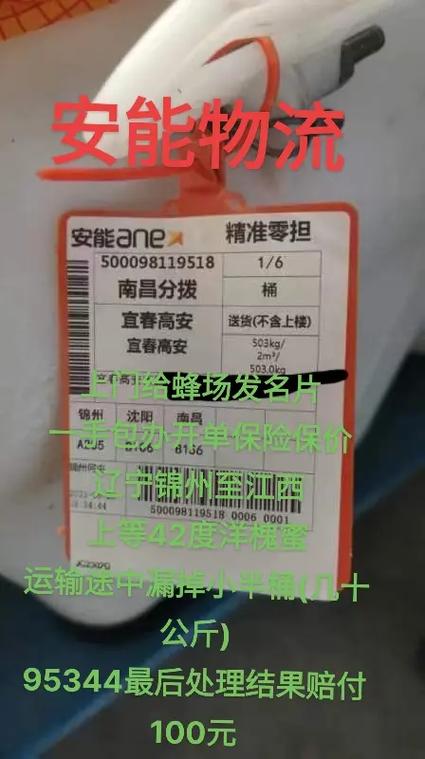 安能物流
安能ane
精准零担
500098119518
1/6
南昌分拨
桶
宜春高安
送货(不含上楼)
宜春高安
503kg/
2m³/
503.0kg
宜春高安
上门给蜂场发名片
一手包办开单保险保价
锦州 沈阳 南昌
辽宁锦州至江西
500098119518 0006 0001
上等42度洋槐蜜
运输途中漏掉小半桶(几十
公斤)
95344最后处理结果赔付
100元